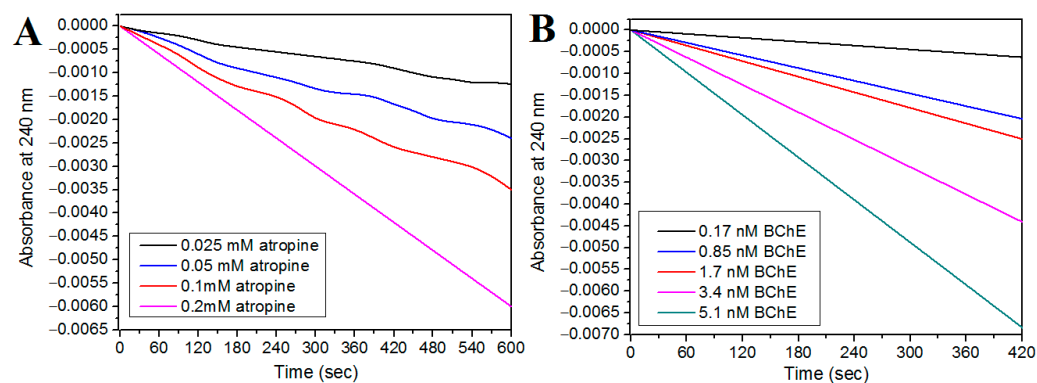 A
Absorbance at 240 nm
0.0000
−0.0005
−0.0010
−0.0015
−0.0020
−0.0025
−0.0030
−0.0035
−0.0040
−0.0045
−0.0050
−0.0055
−0.0060
−0.0065
0.025 mM atropine
0.05 mM atropine
0.1mM atropine
0.2mM atropine
0 60 120 180 240 300 360 420 480 540 600
Time (sec)
B
Absorbance at 240 nm
0.0000
−0.0005
−0.0010
−0.0015
−0.0020
−0.0025
−0.0030
−0.0035
−0.0040
−0.0045
−0.0050
−0.0055
−0.0060
−0.0065
−0.0070
0.17 nM BChE
0.85 nM BChE
1.7 nM BChE
3.4 nM BChE
5.1 nM BChE
0 60 120 180 240 300 360 420
Time (sec)